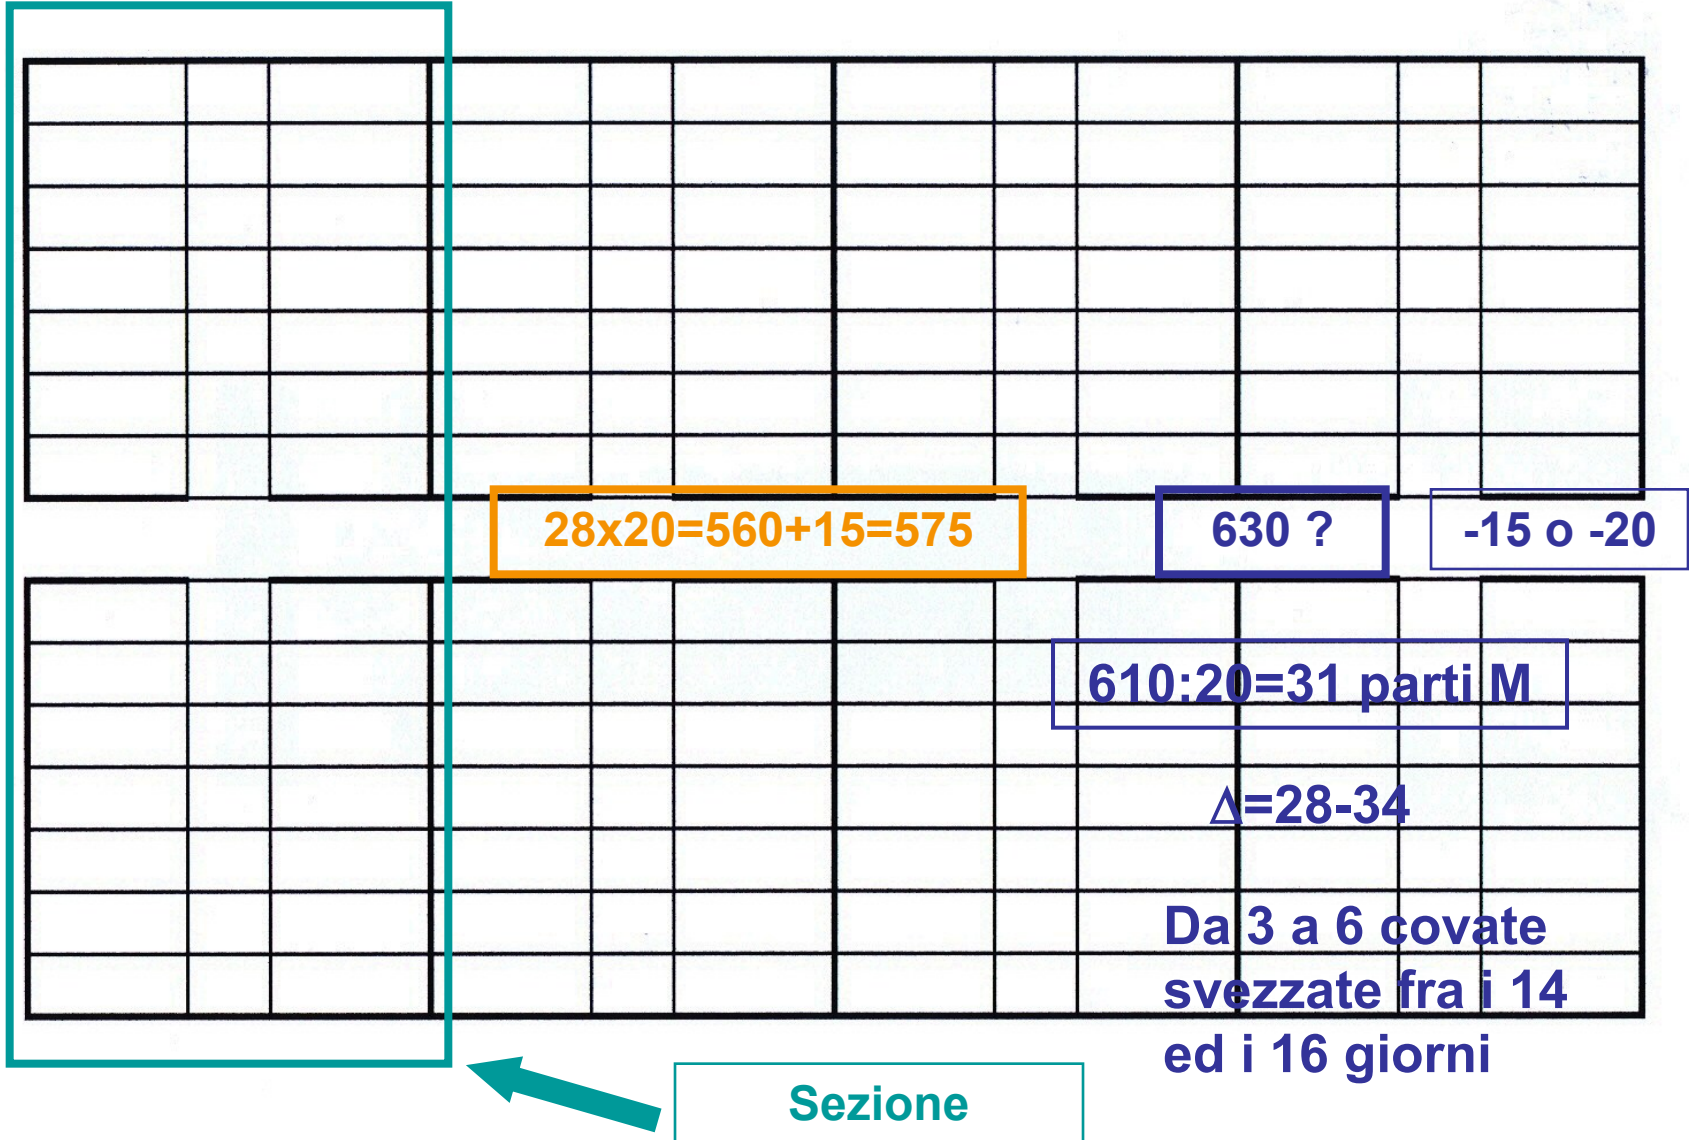 28x20=560+15=575
630 ?
-15 o -20
610:20=31 parti M
Δ=28-34
Da 3 a 6 covate
svezzate fra i 14
ed i 16 giorni
Sezione